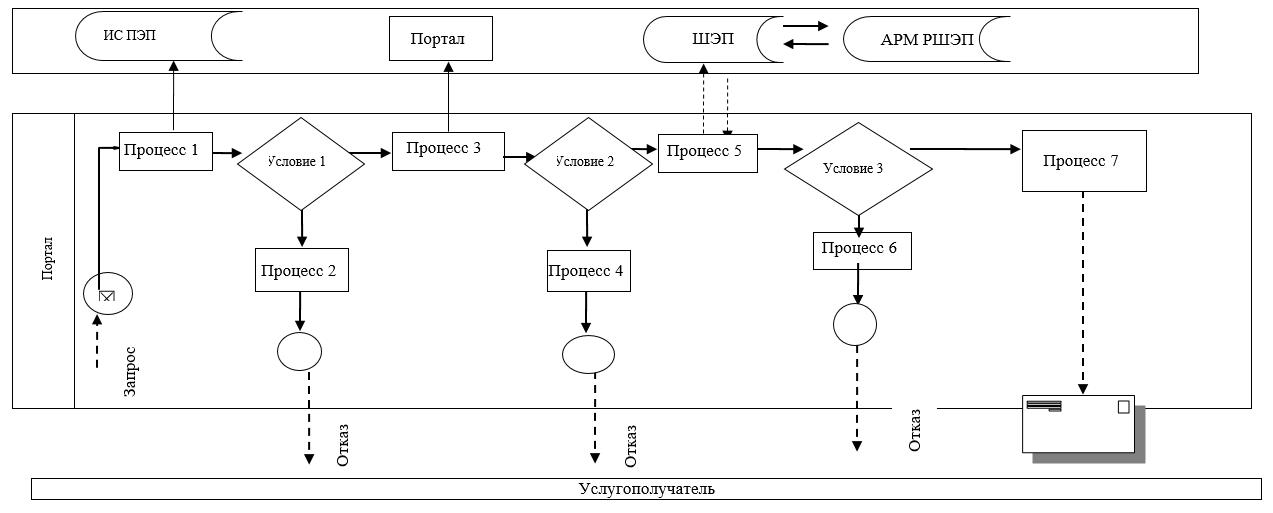 ИС ПЭП
Портал
ШЭП
АРМ РШЭП
Портал
Запрос
Процесс 1
Условие 1
Процесс 3
Условие 2
Процесс 5
Условие 3
Процесс 7
Процесс 2
Процесс 4
Процесс 6
Отказ
Отказ
Отказ
Услугополучатель